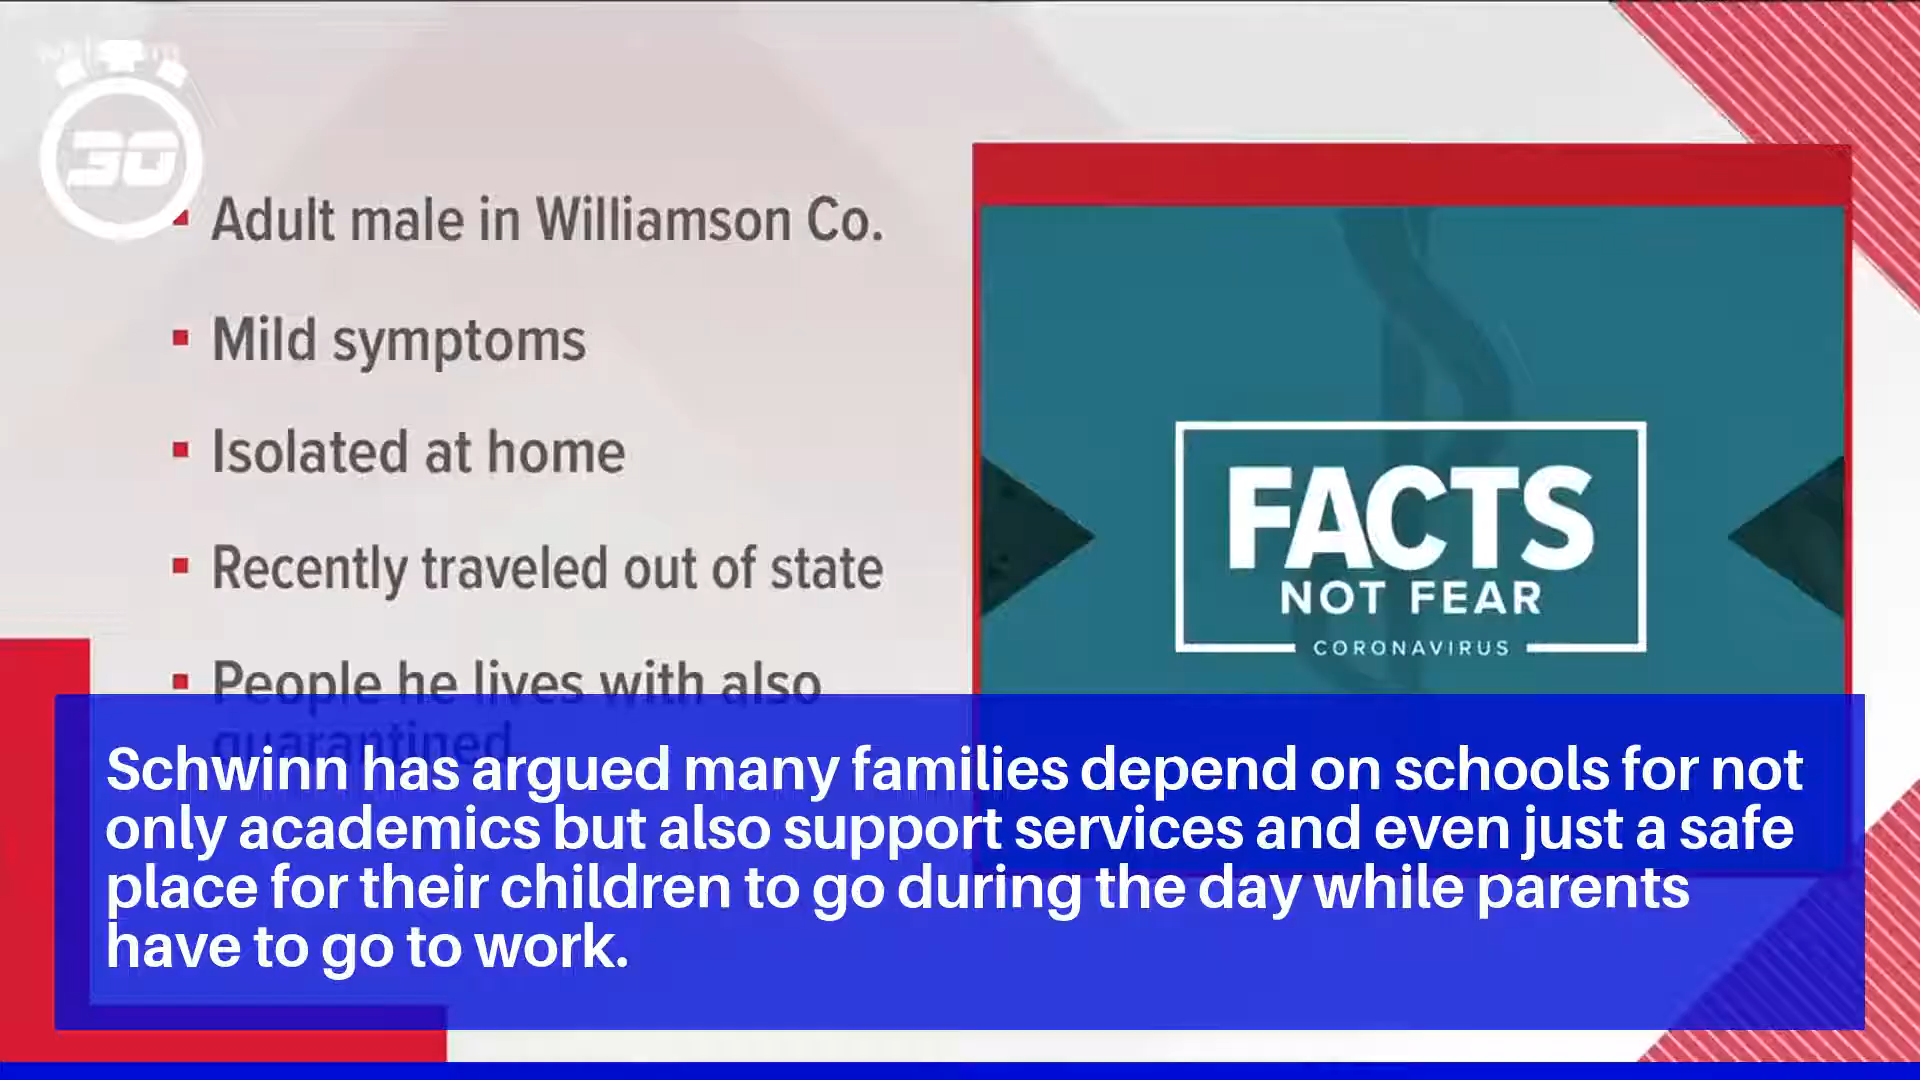 30
Adult male in Williamson Co.
Mild symptoms
Isolated at home
Recently traveled out of state
People he lives with also
quarantined
FACTS
NOT FEAR
CORONAVIRUS
Schwinn has argued many families depend on schools for not
only academics but also support services and even just a safe
place for their children to go during the day while parents
have to go to work.